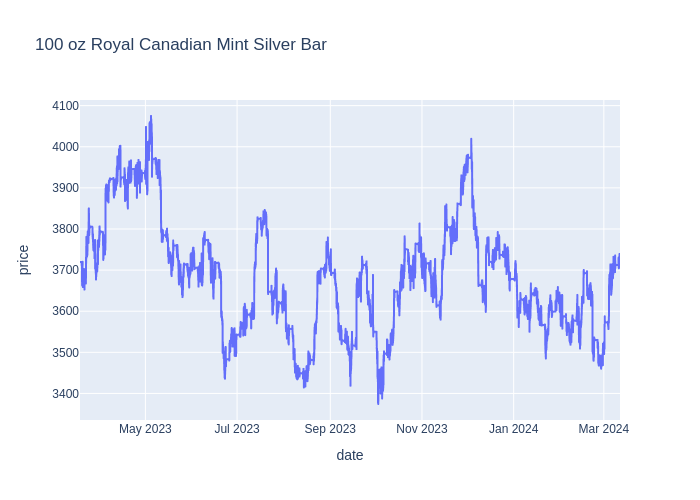 100 oz Royal Canadian Mint Silver Bar
4100
4000
3900
3800
3700
3600
3500
3400
price
May 2023
Jul 2023
Sep 2023
Nov 2023
Jan 2024
Mar 2024
date